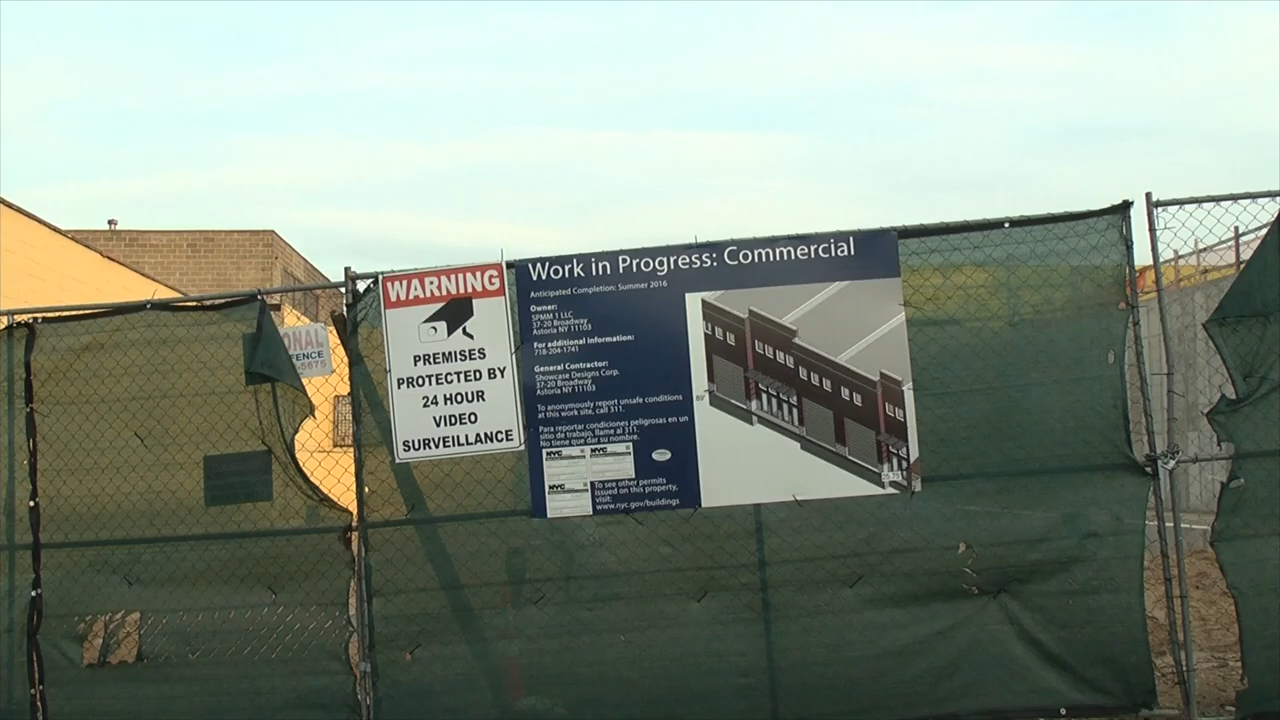 WARNING
PREMISES
PROTECTED BY
24 HOUR
VIDEO
SURVEILLANCE
Work in Progress: Commercial
Anticipated Completion: Summer 2016
Owner:
SPMM 1 LLC
37-20 Broadway
Astoria NY 11103
For additional information:
718-204-1741
General Contractor:
Showcase Designs Corp.
37-20 Broadway
Astoria NY 11103
To anonymously report unsafe conditions
at this work site, call 311.
Para reportar condiciones peligrosas en un
sitio de trabajo, llame al 311.
No tiene que dar su nombre.
NYC
NYC
NYC
To see other permits
issued on this property,
visit:
www.nyc.gov/buildings
ONAL
FENCE
-5675